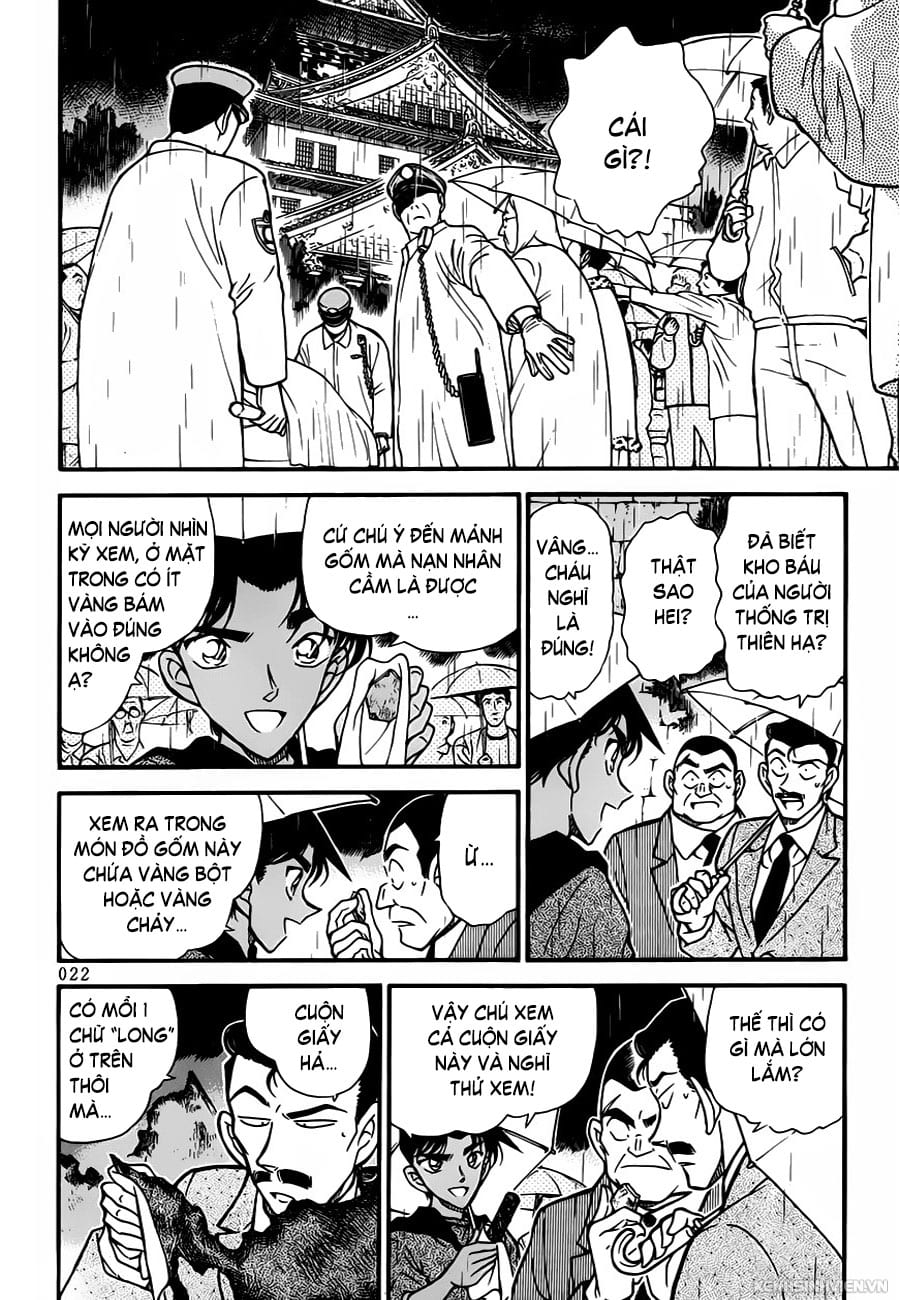 CÁI
GÌ?!
ĐÃ BIẾT
KHO BÁU
CỦA NGƯỜI
THỐNG TRỊ
THIÊN HẠ?
THẬT
SAO
HEI?
VÂNG...
CHÁU
NGHĨ
LÀ
ĐÚNG!
CỨ CHÚ Ý ĐẾN MẢNH
GỐM MÀ NẠN NHÂN
CẦM LÀ ĐƯỢC
...
MỌI NGƯỜI NHÌN
KỸ XEM, Ở MẶT
TRONG CÓ ÍT
VÀNG BÁM
VÀO ĐÚNG
KHÔNG
Ạ?
Ừ...
XEM RA TRONG
MÓN ĐỒ GỐM NÀY
CHỨA VÀNG BỘT
HOẶC VÀNG
CHẢY...
022
THẾ THÌ CÓ
GÌ MÀ LỚN
LẮM?
VẬY CHÚ XEM
CẢ CUỘN GIẤY
NÀY VÀ NGHĨ
THỬ XEM!
CUỘN
GIẤY
HẢ...
CÓ MỖI 1
CHỮ "LONG"
Ở TRÊN
THÔI
MÀ...